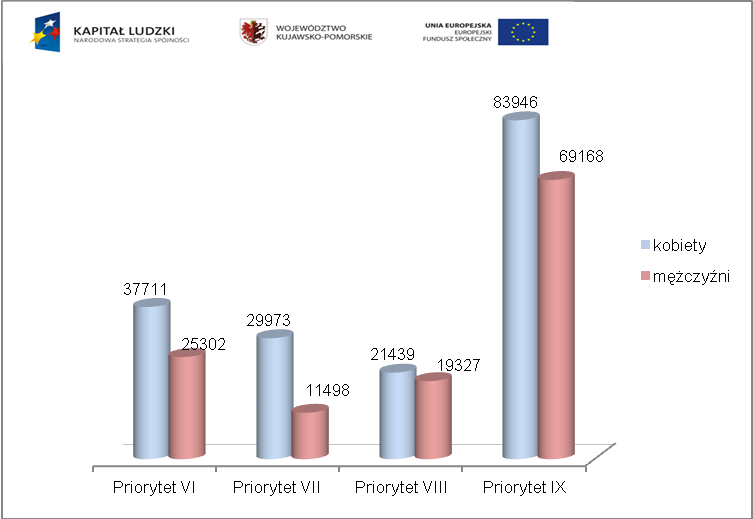 KAPITAŁ LUDZKI
NARODOWA STRATEGIA SPÓJNOŚCI
WOJEWÓDZTWO
KUJAWSKO-POMORSKIE
UNIA EUROPEJSKA
EUROPEJSKI
FUNDUSZ SPOŁECZNY
83946
69168
37711
25302
29973
11498
21439
19327
kobiety
mężczyźni
Priorytet VI
Priorytet VII
Priorytet VIII
Priorytet IX